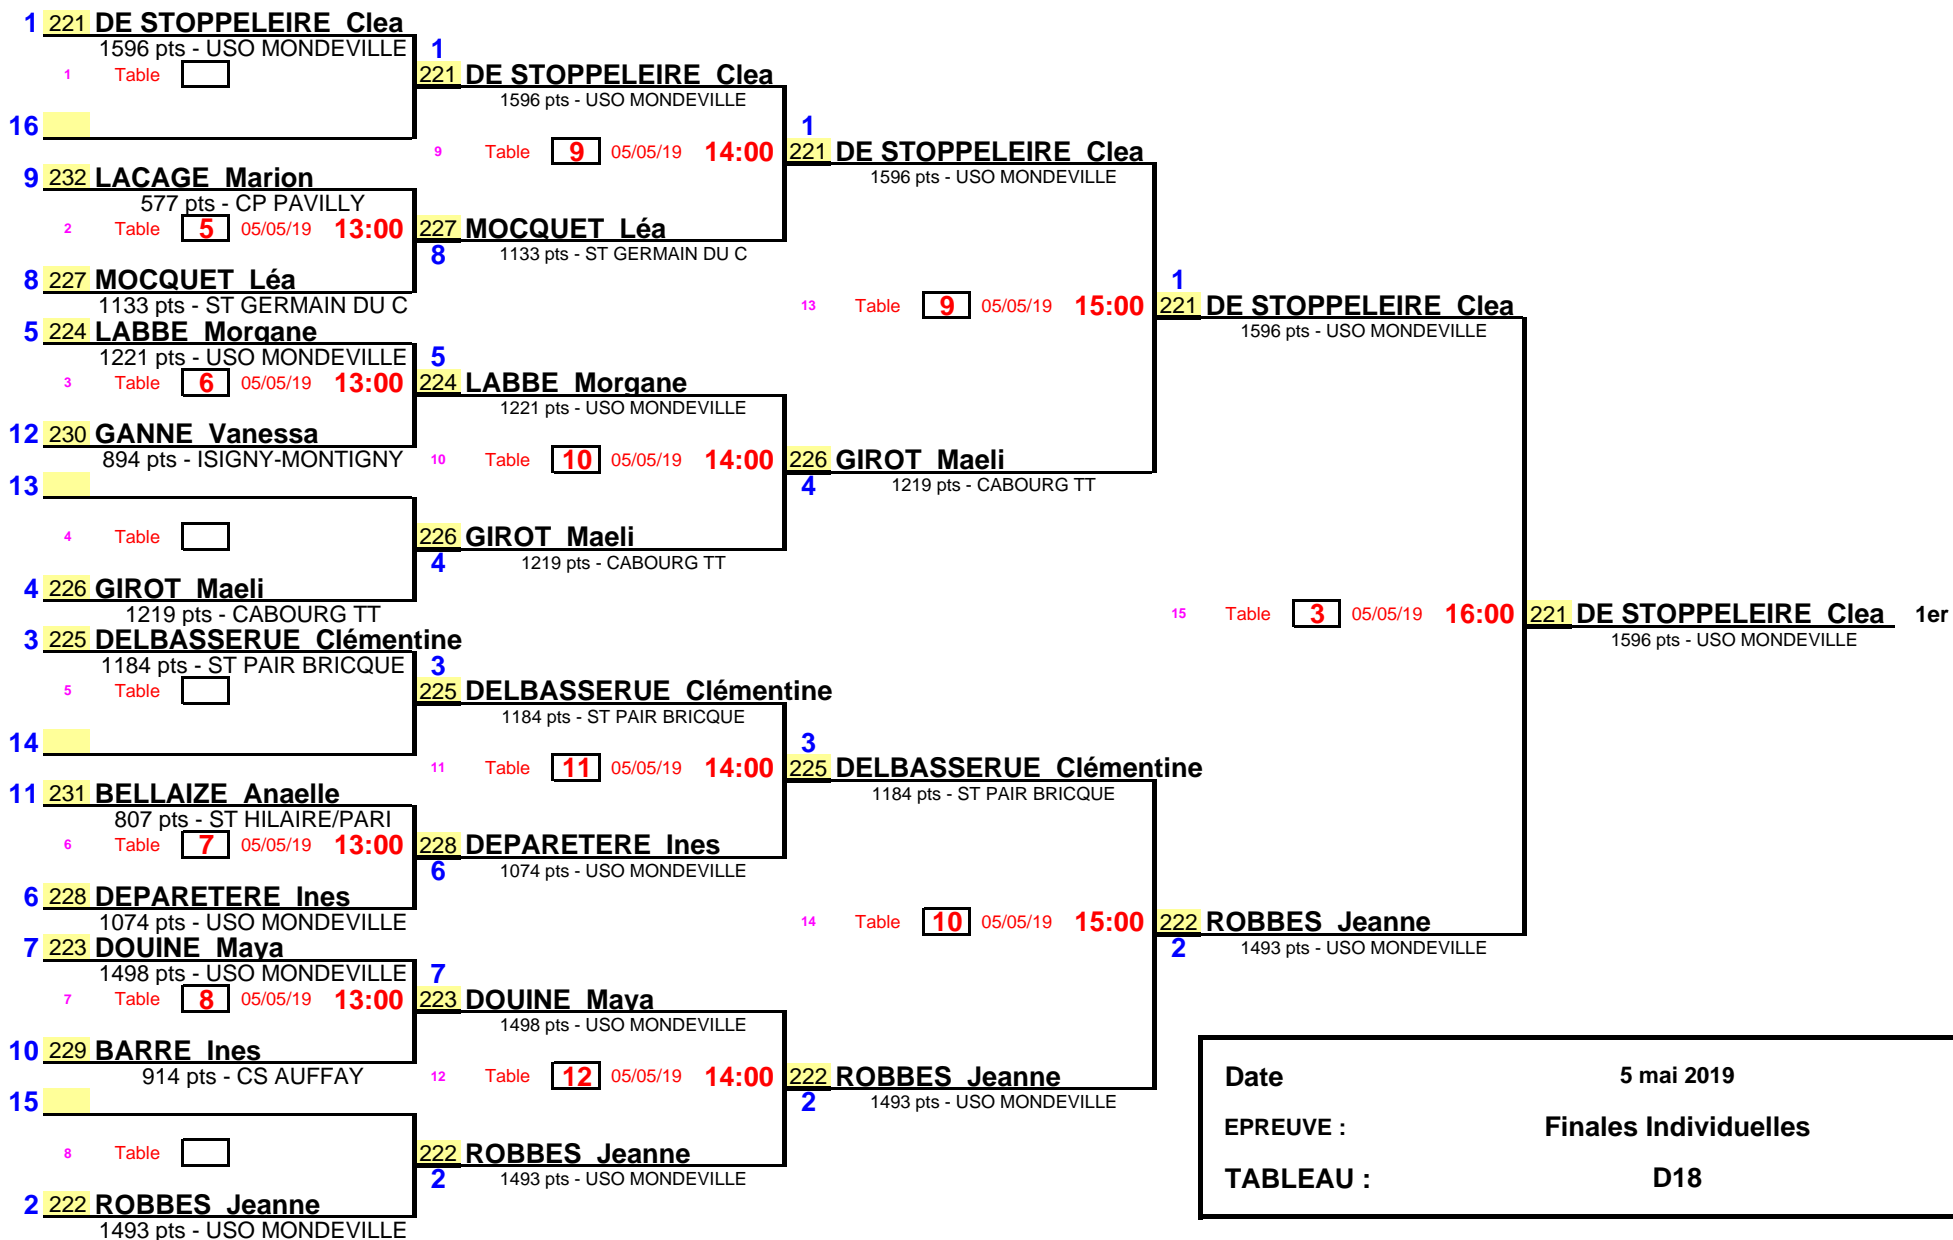 1 221 DE STOPPELEIRE Clea
1596 pts - USO MONDEVILLE
1 Table
16
9 232 LACAGE Marion
577 pts - CP PAVILLY
2 Table 5 05/05/19 13:00
8 227 MOCQUET Léa
1133 pts - ST GERMAIN DU C
5 224 LABBE Morgane
1221 pts - USO MONDEVILLE
3 Table 6 05/05/19 13:00
12 230 GANNE Vanessa
894 pts - ISIGNY-MONTIGNY
13
4 Table
4 226 GIROT Maeli
1219 pts - CABOURG TT
3 225 DELBASSERUE Clémentine
1184 pts - ST PAIR BRICQUE
5 Table
14
11 231 BELLAIZE Anaelle
807 pts - ST HILAIRE/PARI
6 Table 7 05/05/19 13:00
6 228 DEPARETERE Ines
1074 pts - USO MONDEVILLE
7 223 DOUINE Maya
1498 pts - USO MONDEVILLE
7 Table 8 05/05/19 13:00
10 229 BARRE Ines
914 pts - CS AUFFAY
15
8 Table
2 222 ROBBES Jeanne
1493 pts - USO MONDEVILLE
1
221 DE STOPPELEIRE Clea
1596 pts - USO MONDEVILLE
9 Table 9 05/05/19 14:00
227 MOCQUET Léa
8 1133 pts - ST GERMAIN DU C
5
224 LABBE Morgane
1221 pts - USO MONDEVILLE
10 Table 10 05/05/19 14:00
226 GIROT Maeli
4 1219 pts - CABOURG TT
3
225 DELBASSERUE Clémentine
1184 pts - ST PAIR BRICQUE
11 Table 11 05/05/19 14:00
228 DEPARETERE Ines
6 1074 pts - USO MONDEVILLE
7
223 DOUINE Maya
1498 pts - USO MONDEVILLE
12 Table 12 05/05/19 14:00
222 ROBBES Jeanne
2 1493 pts - USO MONDEVILLE
1
221 DE STOPPELEIRE Clea
1596 pts - USO MONDEVILLE
13 Table 9 05/05/19 15:00
226 GIROT Maeli
4 1219 pts - CABOURG TT
3
225 DELBASSERUE Clémentine
1184 pts - ST PAIR BRICQUE
14 Table 10 05/05/19 15:00
222 ROBBES Jeanne
2 1493 pts - USO MONDEVILLE
1
221 DE STOPPELEIRE Clea
1596 pts - USO MONDEVILLE
15 Table 3 05/05/19 16:00
222 ROBBES Jeanne
2 1493 pts - USO MONDEVILLE
221 DE STOPPELEIRE Clea 1er
1596 pts - USO MONDEVILLE
Date 5 mai 2019
EPREUVE : Finales Individuelles
TABLEAU : D18